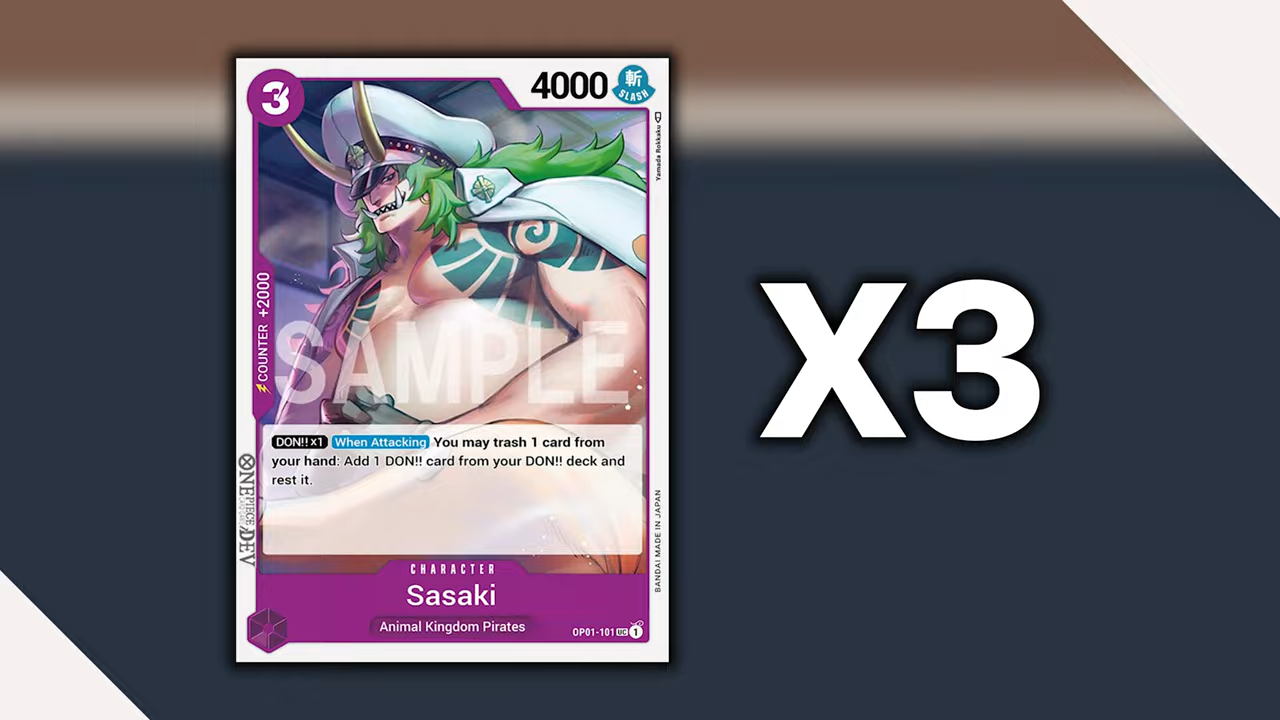 3
4000
斬
SLASH
Yamada Rokkaku
⚡COUNTER +2000
SAMPLE
X3
DON!! x1 When Attacking You may trash 1 card from
your hand: Add 1 DON!! card from your DON!! deck and
rest it.
ONE PIECE
DEV
BANDAI MADE IN JAPAN
CHARACTER
Sasaki
Animal Kingdom Pirates
OP01-101 UC 1